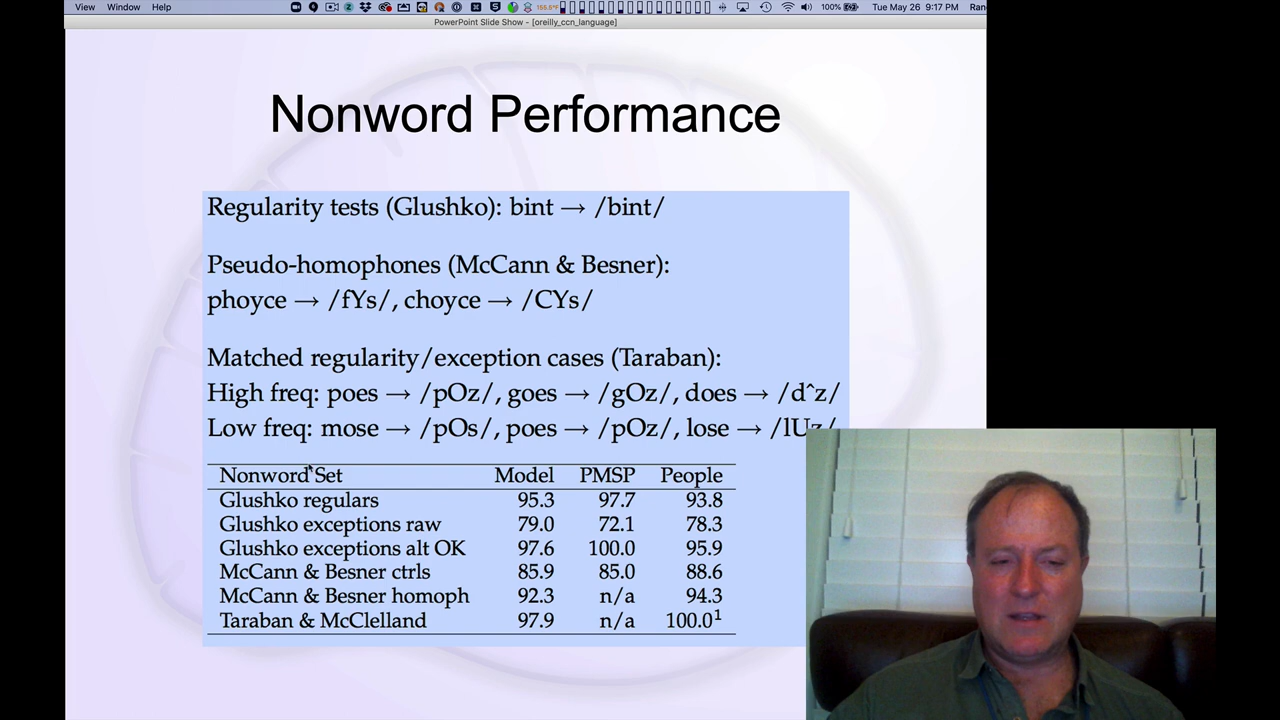 View Window Help
155.5°F 100% Tue May 26 9:17 PM Ran
PowerPoint Slide Show - [oreilly_ccn_language]
Nonword Performance
Regularity tests (Glushko): bint → /bint/
Pseudo-homophones (McCann & Besner):
phoyce → /fYs/, choyce → /CYs/
Matched regularity/exception cases (Taraban):
High freq: poes → /pOz/, goes → /gOz/, does → /dˆz/
Low freq: mose → /pOs/, poes → /pOz/, lose → /lUz/
Nonword Set Model PMSP People
Glushko regulars 95.3 97.7 93.8
Glushko exceptions raw 79.0 72.1 78.3
Glushko exceptions alt OK 97.6 100.0 95.9
McCann & Besner ctrls 85.9 85.0 88.6
McCann & Besner homoph 92.3 n/a 94.3
Taraban & McClelland 97.9 n/a 100.0¹